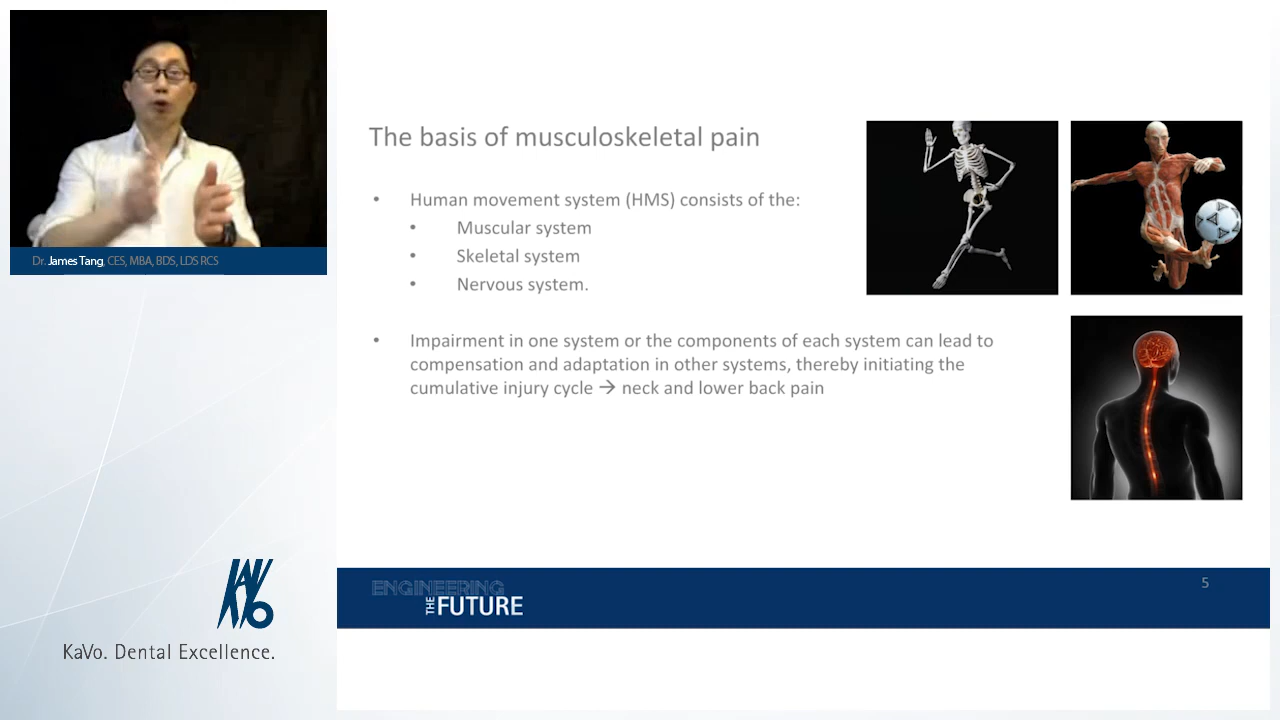 Dr. James Tang, CES, MBA, BDS, LDS RCS
The basis of musculoskeletal pain
• Human movement system (HMS) consists of the:
• Muscular system
• Skeletal system
• Nervous system.
• Impairment in one system or the components of each system can lead to
compensation and adaptation in other systems, thereby initiating the
cumulative injury cycle → neck and lower back pain
KAVO
KaVo. Dental Excellence.
ENGINEERING
THE FUTURE
5